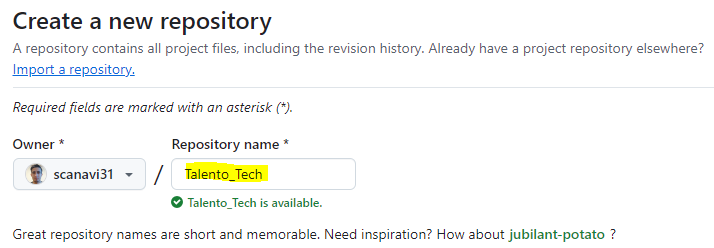 Create a new repository
A repository contains all project files, including the revision history. Already have a project repository elsewhere?
Import a repository.
Required fields are marked with an asterisk (*).
Owner * Repository name *
scanavi31 / Talento_Tech
Talento_Tech is available.
Great repository names are short and memorable. Need inspiration? How about jubilant-potato ?